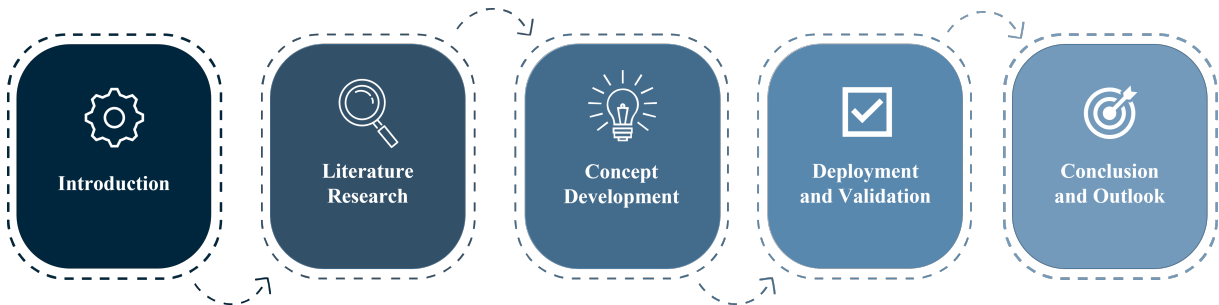 Introduction
Literature
Research
Concept
Development
Deployment
and Validation
Conclusion
and Outlook